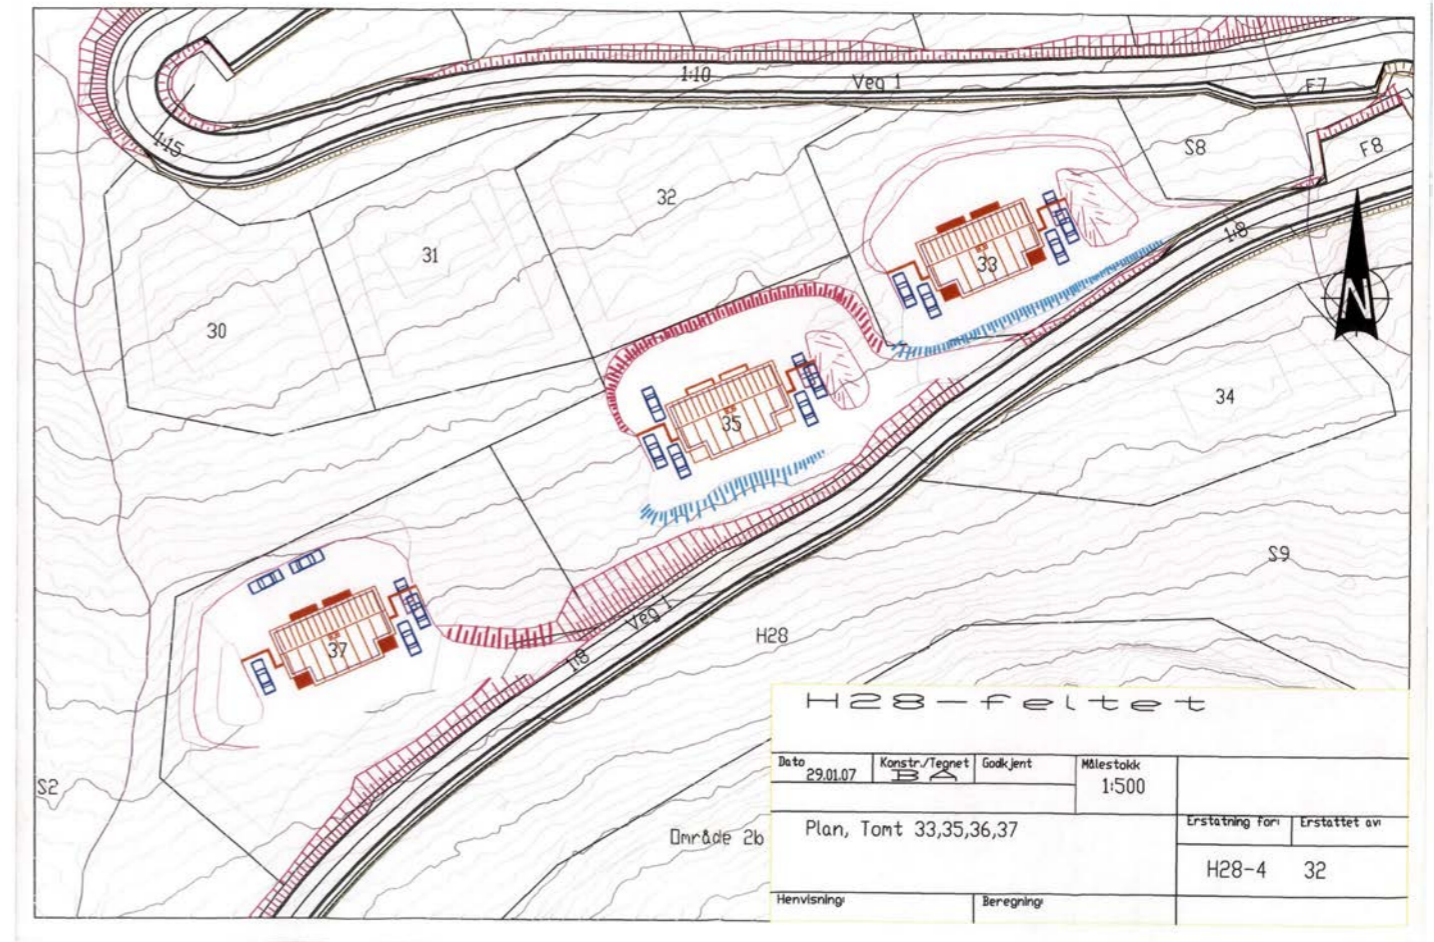 1:10
Veg 1
F7
1:15
S8
F8
32
31
1:8
33
N
30
34
35
S9
Veg 1
H28
37
1:8
S2
Område 2b
H28-feltet
Dato
29.01.07
Konstr./Tegnet
BA
Godkjent
Målestokk
1:500
Plan, Tomt 33,35,36,37
Erstatning for:
Erstattet av:
H28-4 32
Henvisning:
Beregning: